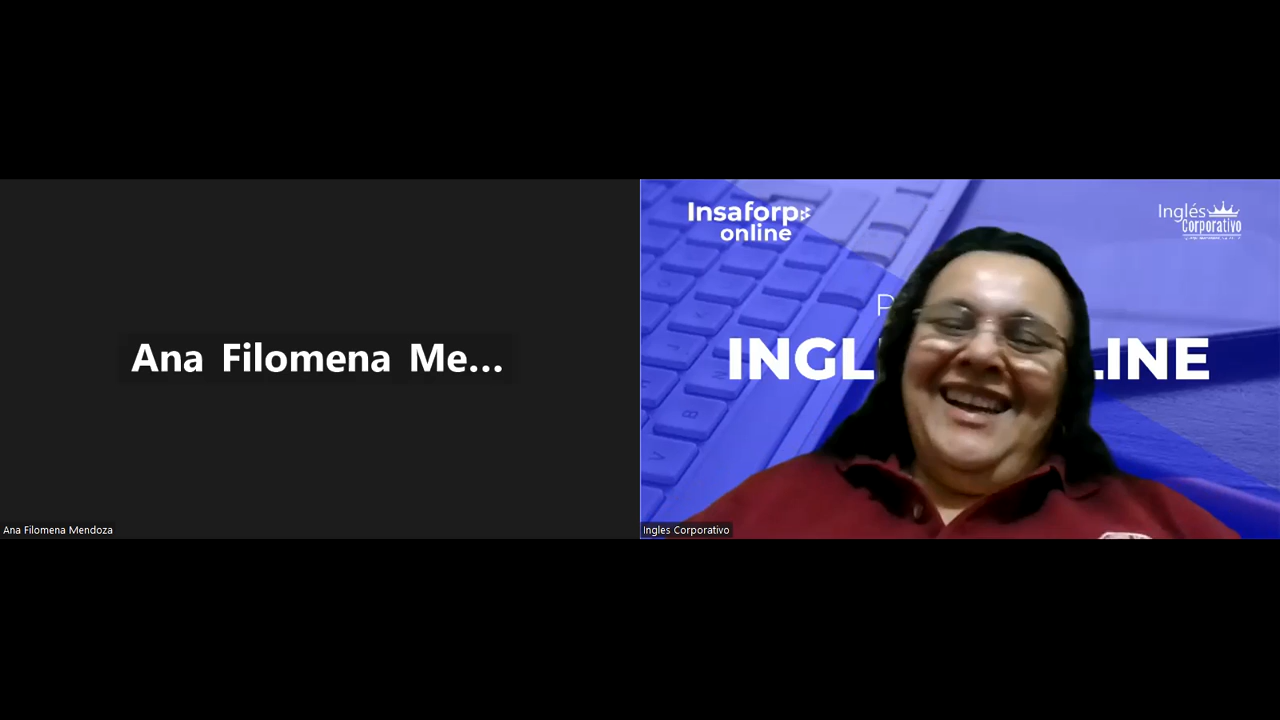 Ana Filomena Me...
Ana Filomena Mendoza
Insaforp
online
Inglés
Corporativo
P
INGL
LINE
Ingles Corporativo